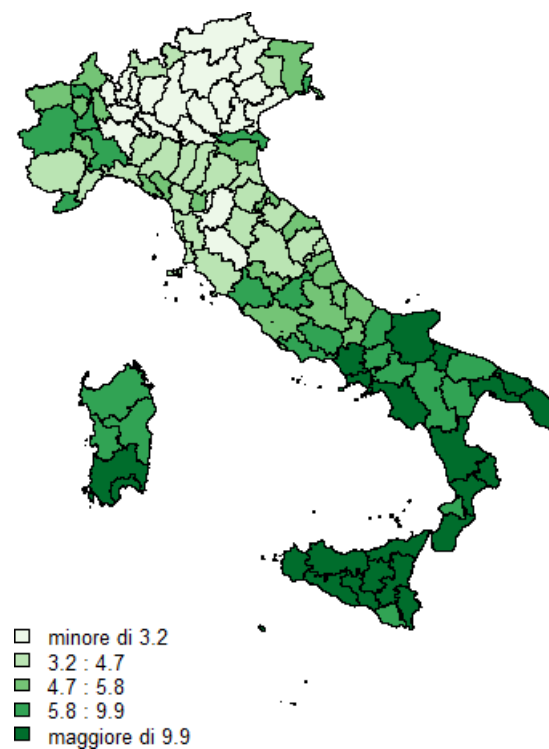 minore di 3.2
3.2 : 4.7
4.7 : 5.8
5.8 : 9.9
maggiore di 9.9